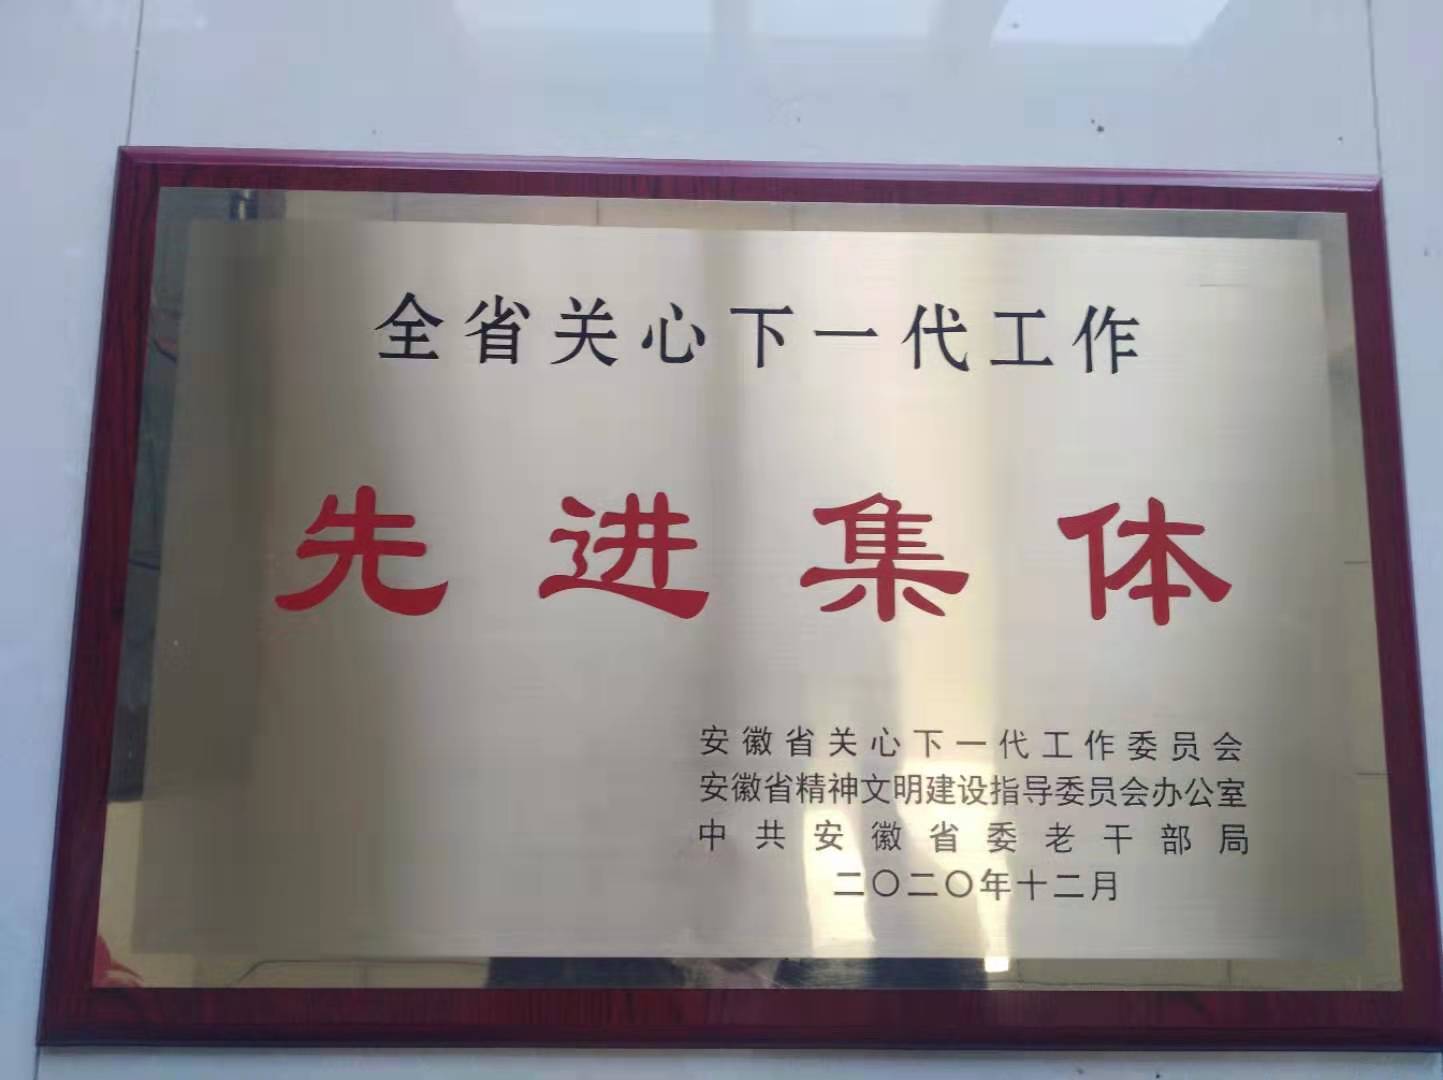 全省关心下一代工作
先进集体
安徽省关心下一代工作委员会
安徽省精神文明建设指导委员会办公室
中共安徽省委老干部局
二〇二〇年十二月